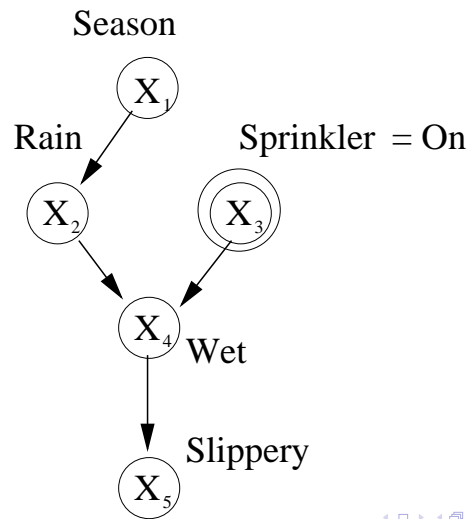 Season
X₁
Rain
Sprinkler = On
X₂
X₃
X₄
Wet
Slippery
X₅